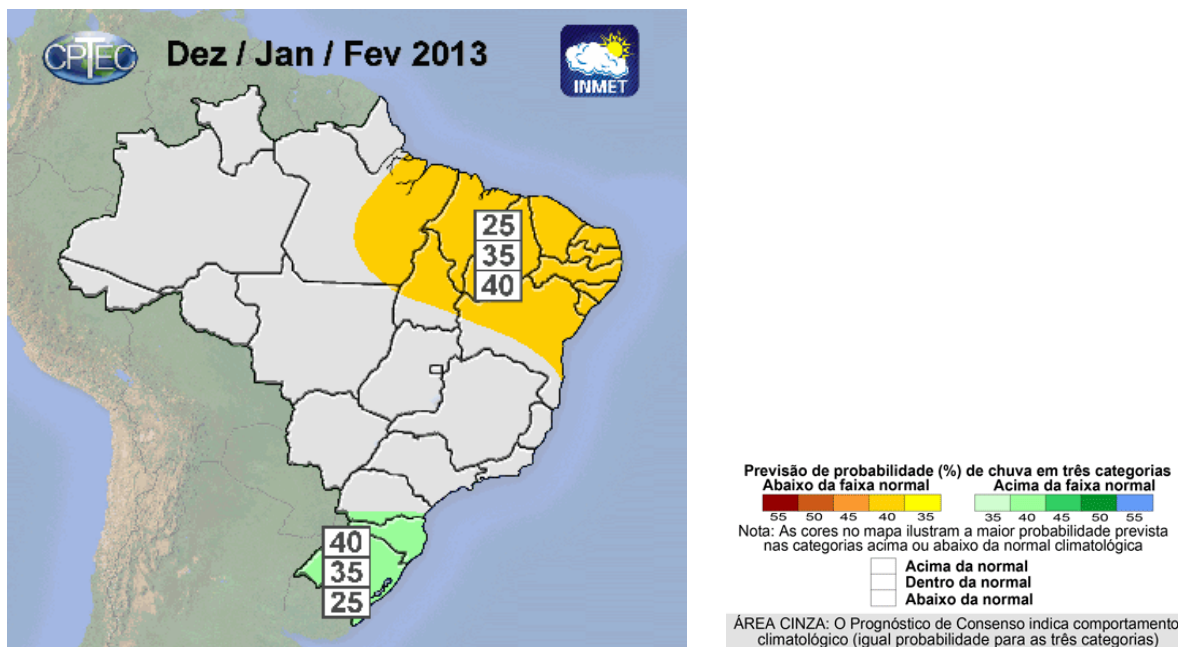 CPTEC
Dez / Jan / Fev 2013
INMET
25
35
40
40
35
25
Previsão de probabilidade (%) de chuva em três categorias
Abaixo da faixa normal
Acima da faixa normal
55 50 45 40 35
35 40 45 50 55
Nota: As cores no mapa ilustram a maior probabilidade prevista
nas categorias acima ou abaixo da normal climatológica
Acima da normal
Dentro da normal
Abaixo da normal
ÁREA CINZA: O Prognóstico de Consenso indica comportamento
climatológico (igual probabilidade para as três categorias)